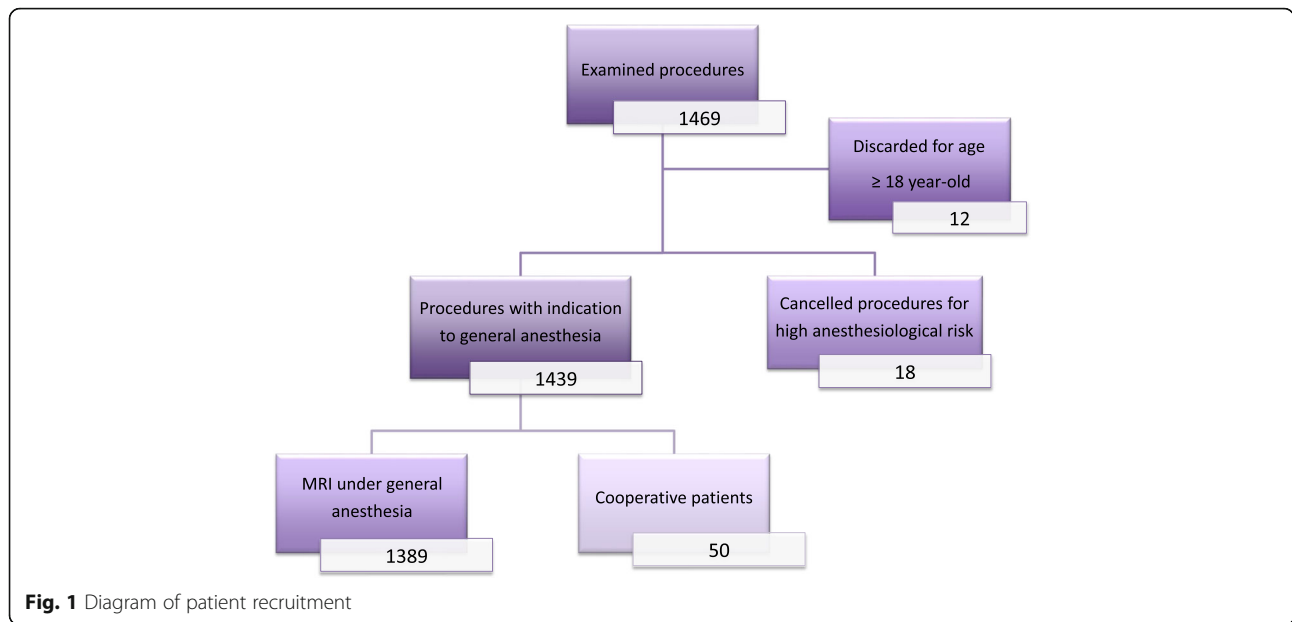 Examined procedures
1469
Discarded for age
≥ 18 year-old
12
Procedures with indication
to general anesthesia
1439
Cancelled procedures for
high anesthesiological risk
18
MRI under general
anesthesia
1389
Cooperative patients
50
Fig. 1 Diagram of patient recruitment